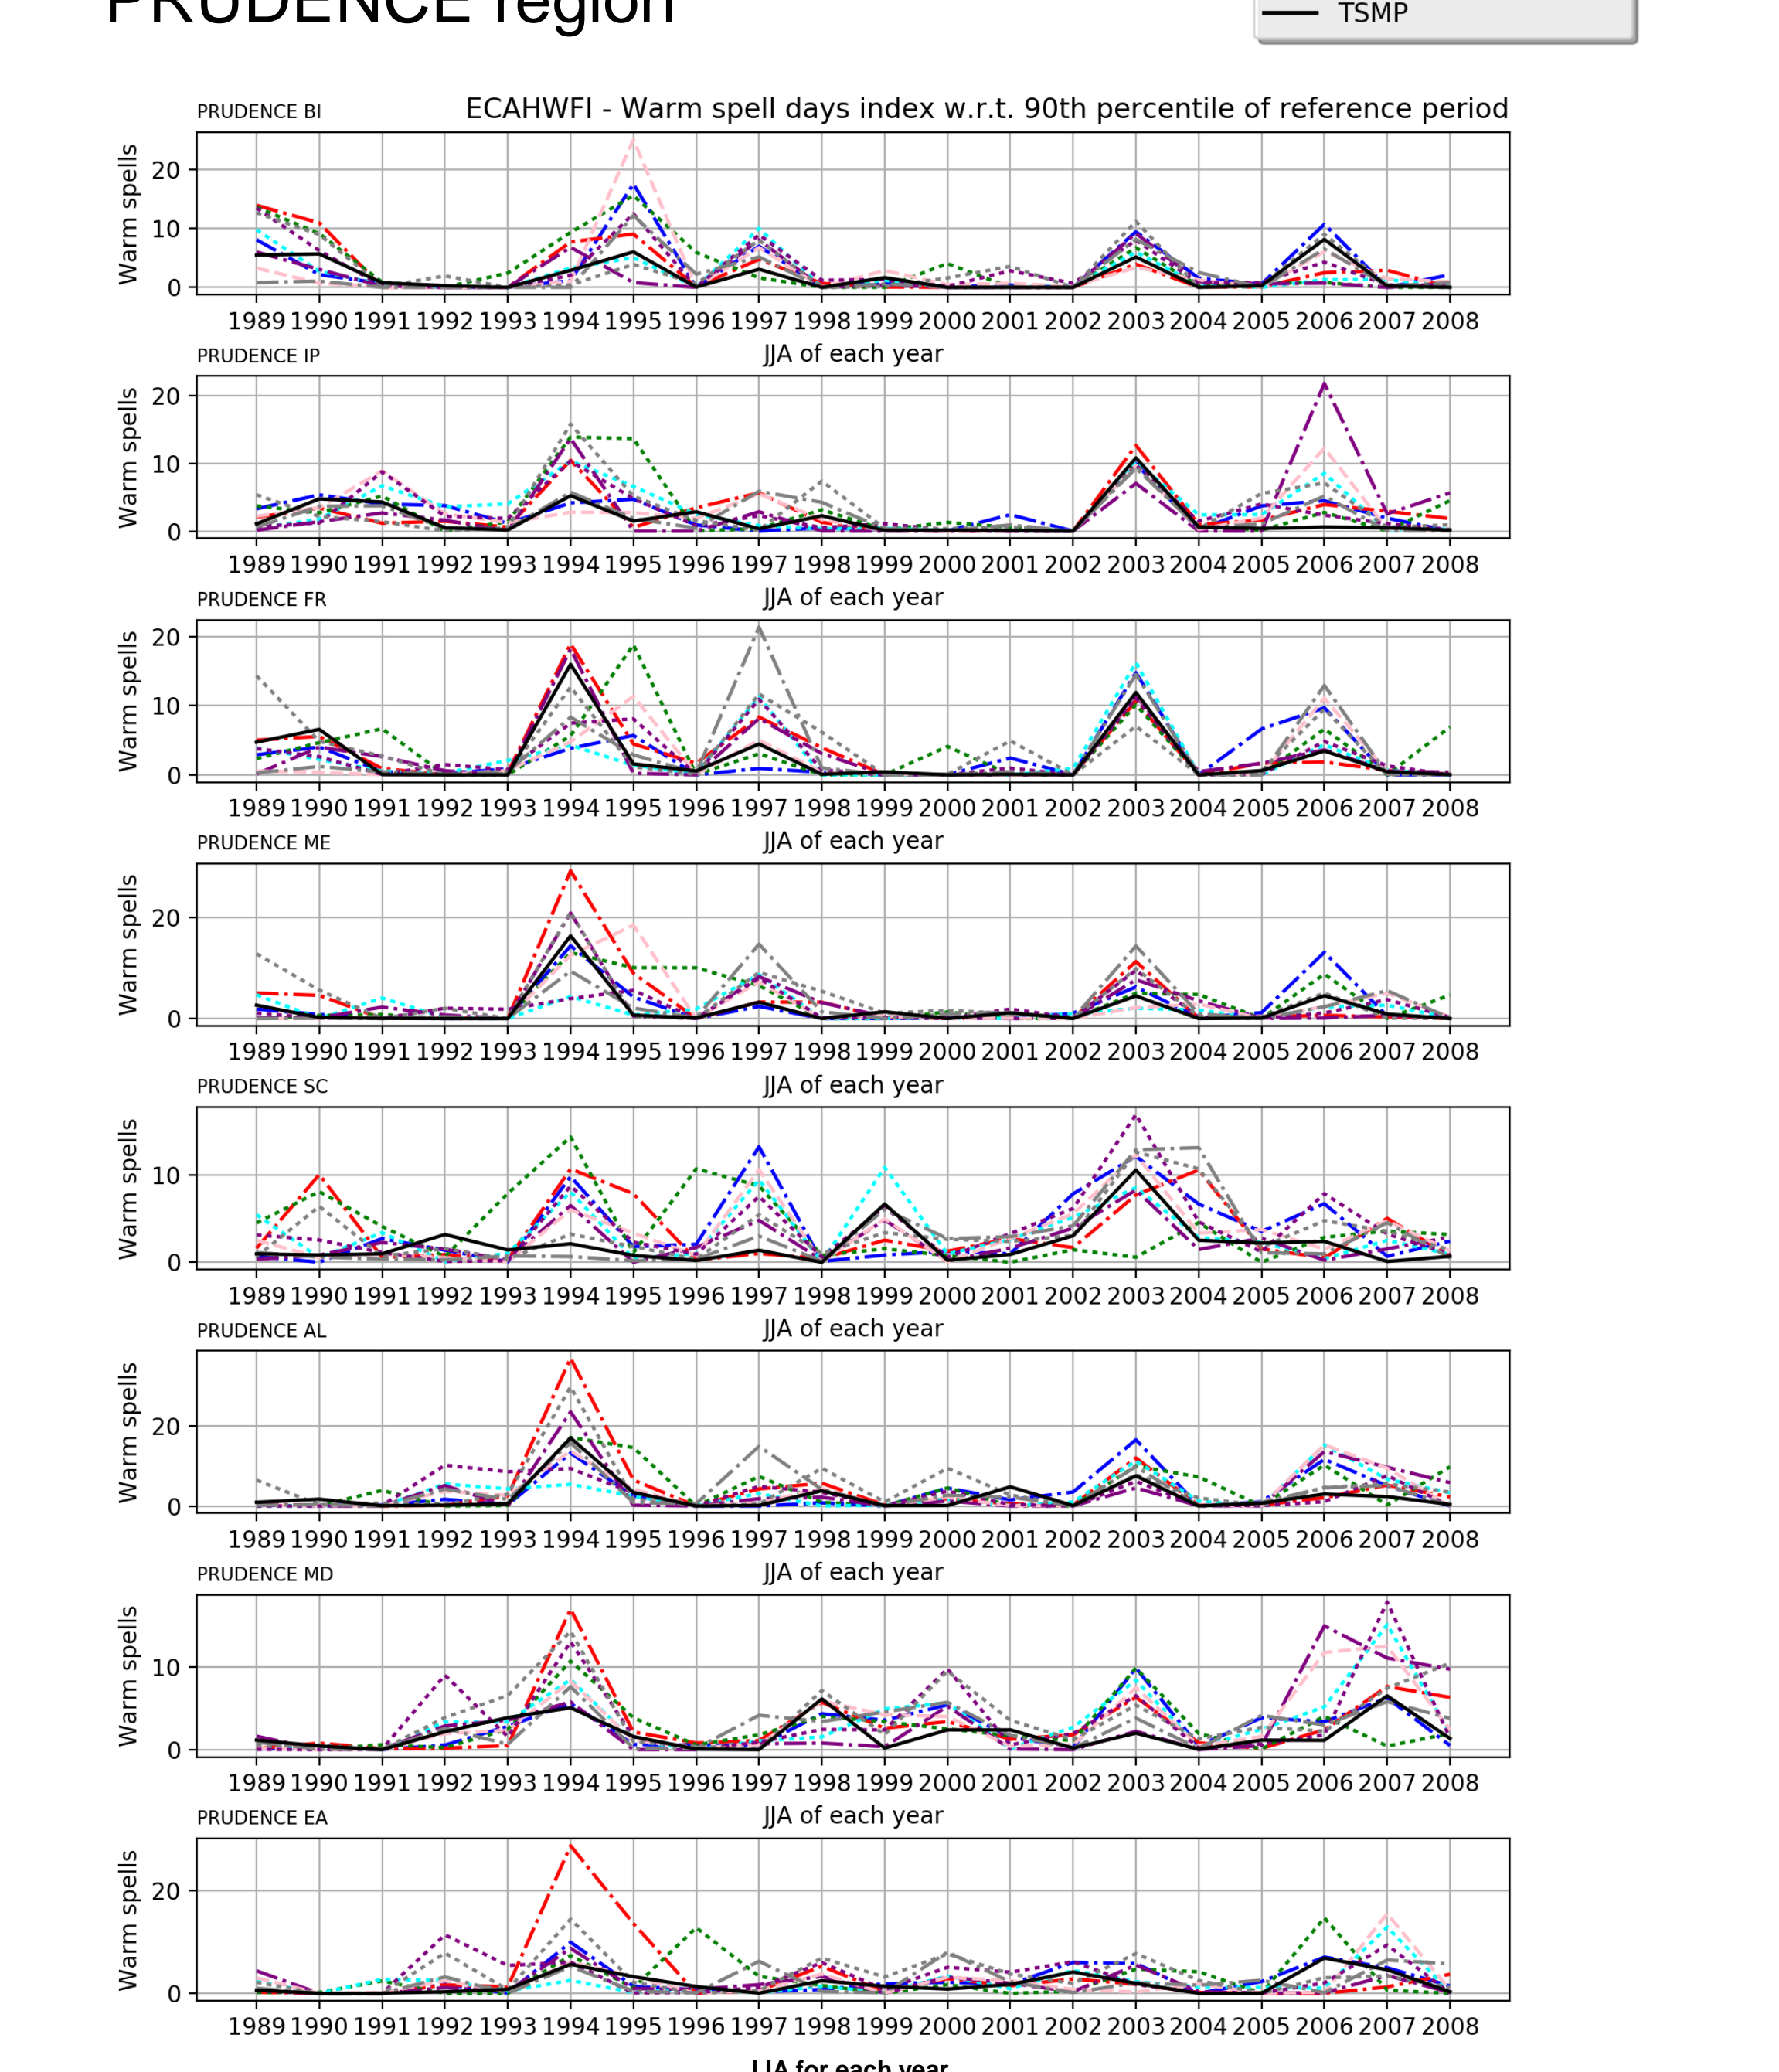 PRUDENCE region
TSMP
PRUDENCE BI
ECAHWFI - Warm spell days index w.r.t. 90th percentile of reference period
Warm spells
20
10
0
1989 1990 1991 1992 1993 1994 1995 1996 1997 1998 1999 2000 2001 2002 2003 2004 2005 2006 2007 2008
JJA of each year
PRUDENCE IP
Warm spells
20
10
0
1989 1990 1991 1992 1993 1994 1995 1996 1997 1998 1999 2000 2001 2002 2003 2004 2005 2006 2007 2008
JJA of each year
PRUDENCE FR
Warm spells
20
10
0
1989 1990 1991 1992 1993 1994 1995 1996 1997 1998 1999 2000 2001 2002 2003 2004 2005 2006 2007 2008
JJA of each year
PRUDENCE ME
Warm spells
20
0
1989 1990 1991 1992 1993 1994 1995 1996 1997 1998 1999 2000 2001 2002 2003 2004 2005 2006 2007 2008
JJA of each year
PRUDENCE SC
Warm spells
10
0
1989 1990 1991 1992 1993 1994 1995 1996 1997 1998 1999 2000 2001 2002 2003 2004 2005 2006 2007 2008
JJA of each year
PRUDENCE AL
Warm spells
20
0
1989 1990 1991 1992 1993 1994 1995 1996 1997 1998 1999 2000 2001 2002 2003 2004 2005 2006 2007 2008
JJA of each year
PRUDENCE MD
Warm spells
10
0
1989 1990 1991 1992 1993 1994 1995 1996 1997 1998 1999 2000 2001 2002 2003 2004 2005 2006 2007 2008
JJA of each year
PRUDENCE EA
Warm spells
20
0
1989 1990 1991 1992 1993 1994 1995 1996 1997 1998 1999 2000 2001 2002 2003 2004 2005 2006 2007 2008
JJA for each year